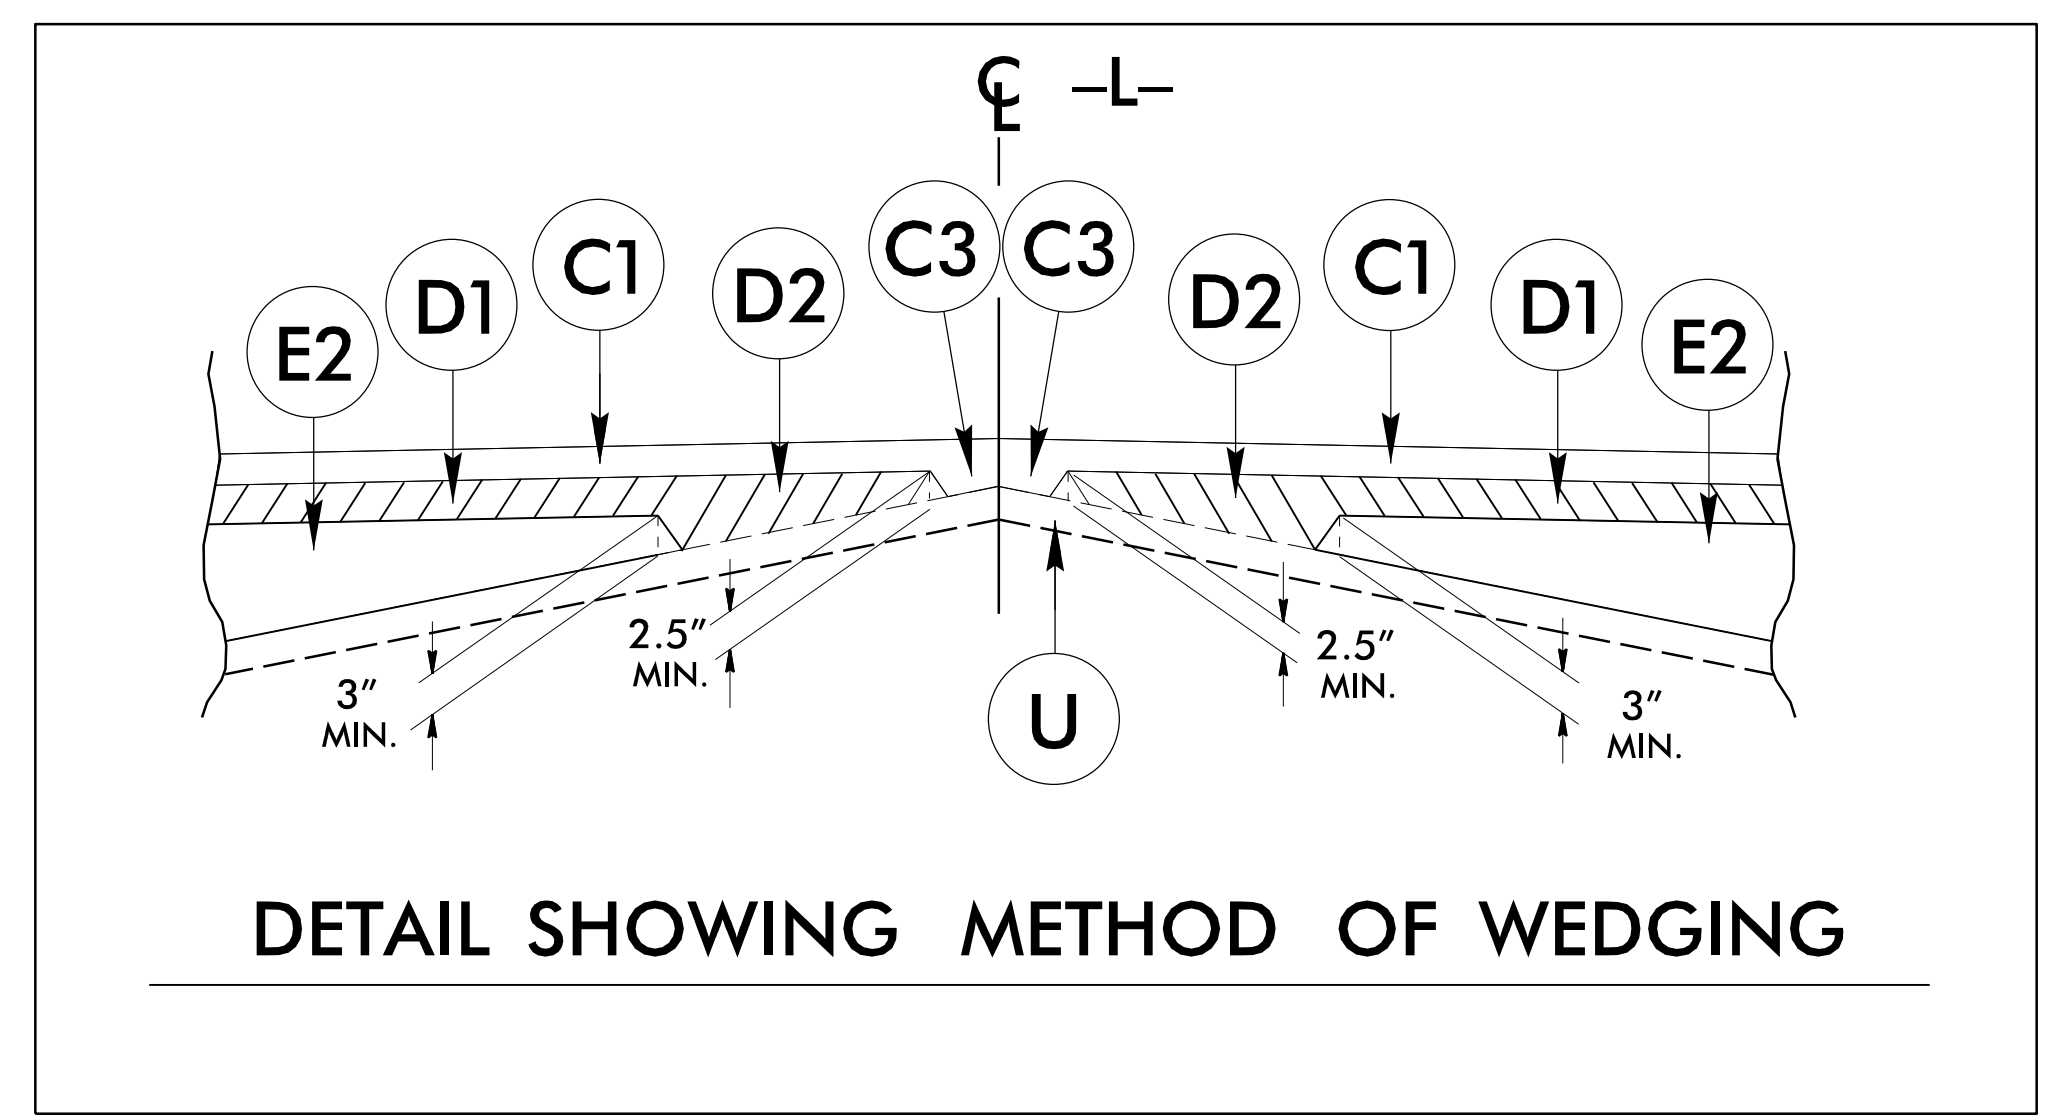 ℄ –L–
C3 C3
C1 D2 D2 C1
D1 D1
E2 E2
2.5″
MIN.
2.5″
MIN.
3″
MIN.
3″
MIN.
U
DETAIL SHOWING METHOD OF WEDGING